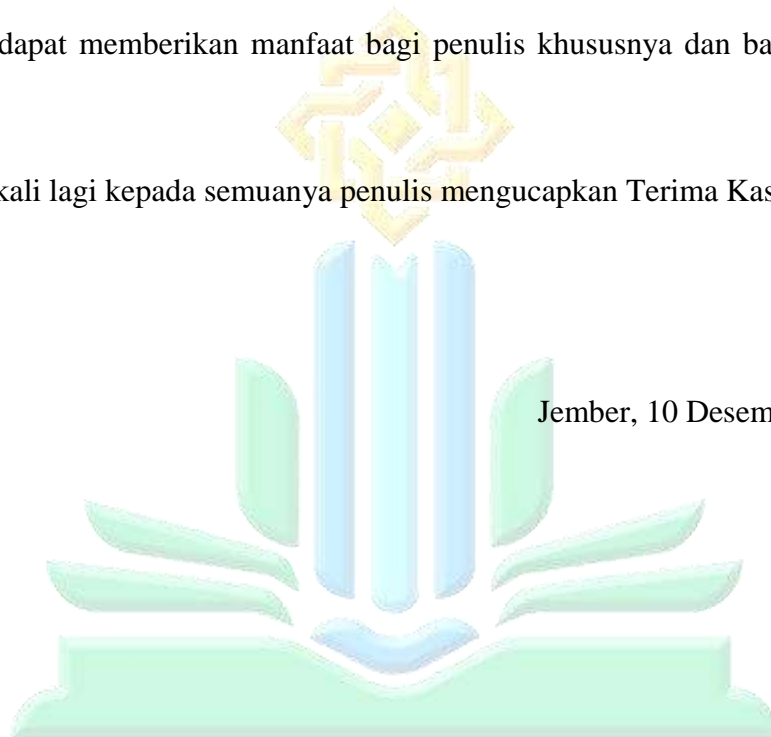 dapat memberikan manfaat bagi penulis khususnya dan ba
kali lagi kepada semuanya penulis mengucapkan Terima Kas
Jember, 10 Desem